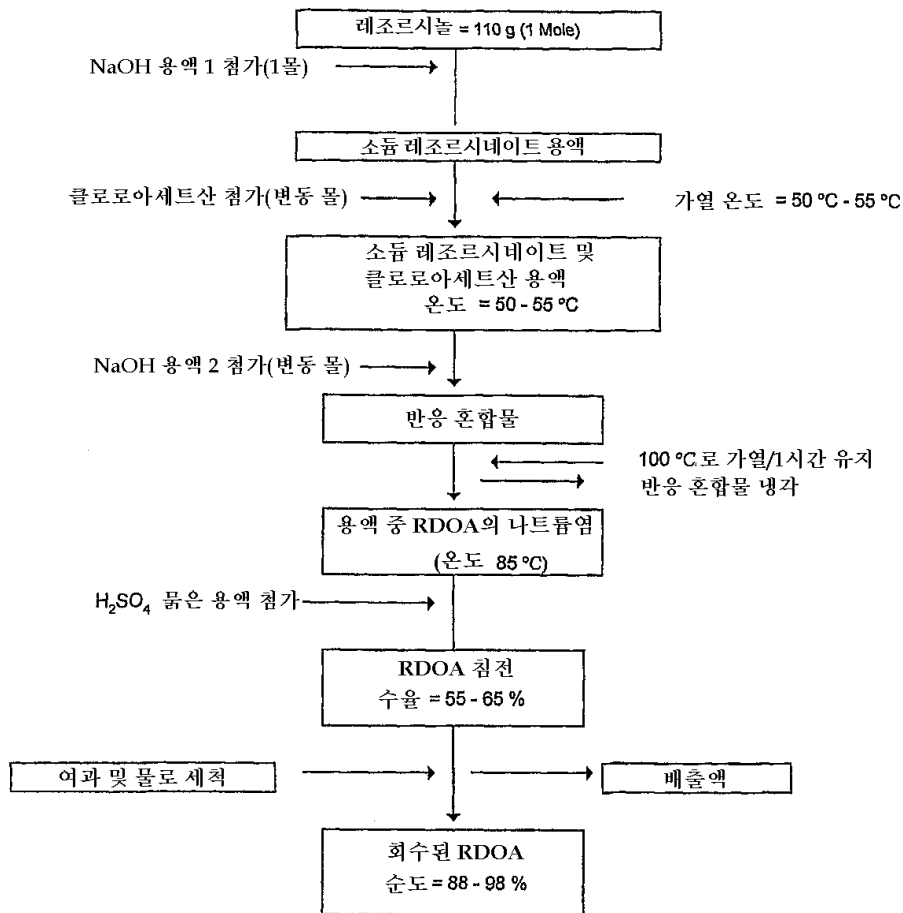 레조르시놀 = 110 g (1 Mole)
NaOH 용액 1 첨가(1몰)
소듐 레조르시네이트 용액
클로로아세트산 첨가(변동 몰)
가열 온도 = 50 ℃ - 55 ℃
소듐 레조르시네이트 및
클로로아세트산 용액
온도 = 50 - 55 ℃
NaOH 용액 2 첨가(변동 몰)
반응 혼합물
100 ℃로 가열/1시간 유지
반응 혼합물 냉각
용액 중 RDOA의 나트륨염
(온도 85 ℃)
H₂SO₄ 묽은 용액 첨가
RDOA 침전
수율 = 55 - 65 %
여과 및 물로 세척
배출액
회수된 RDOA
순도 = 88 - 98 %